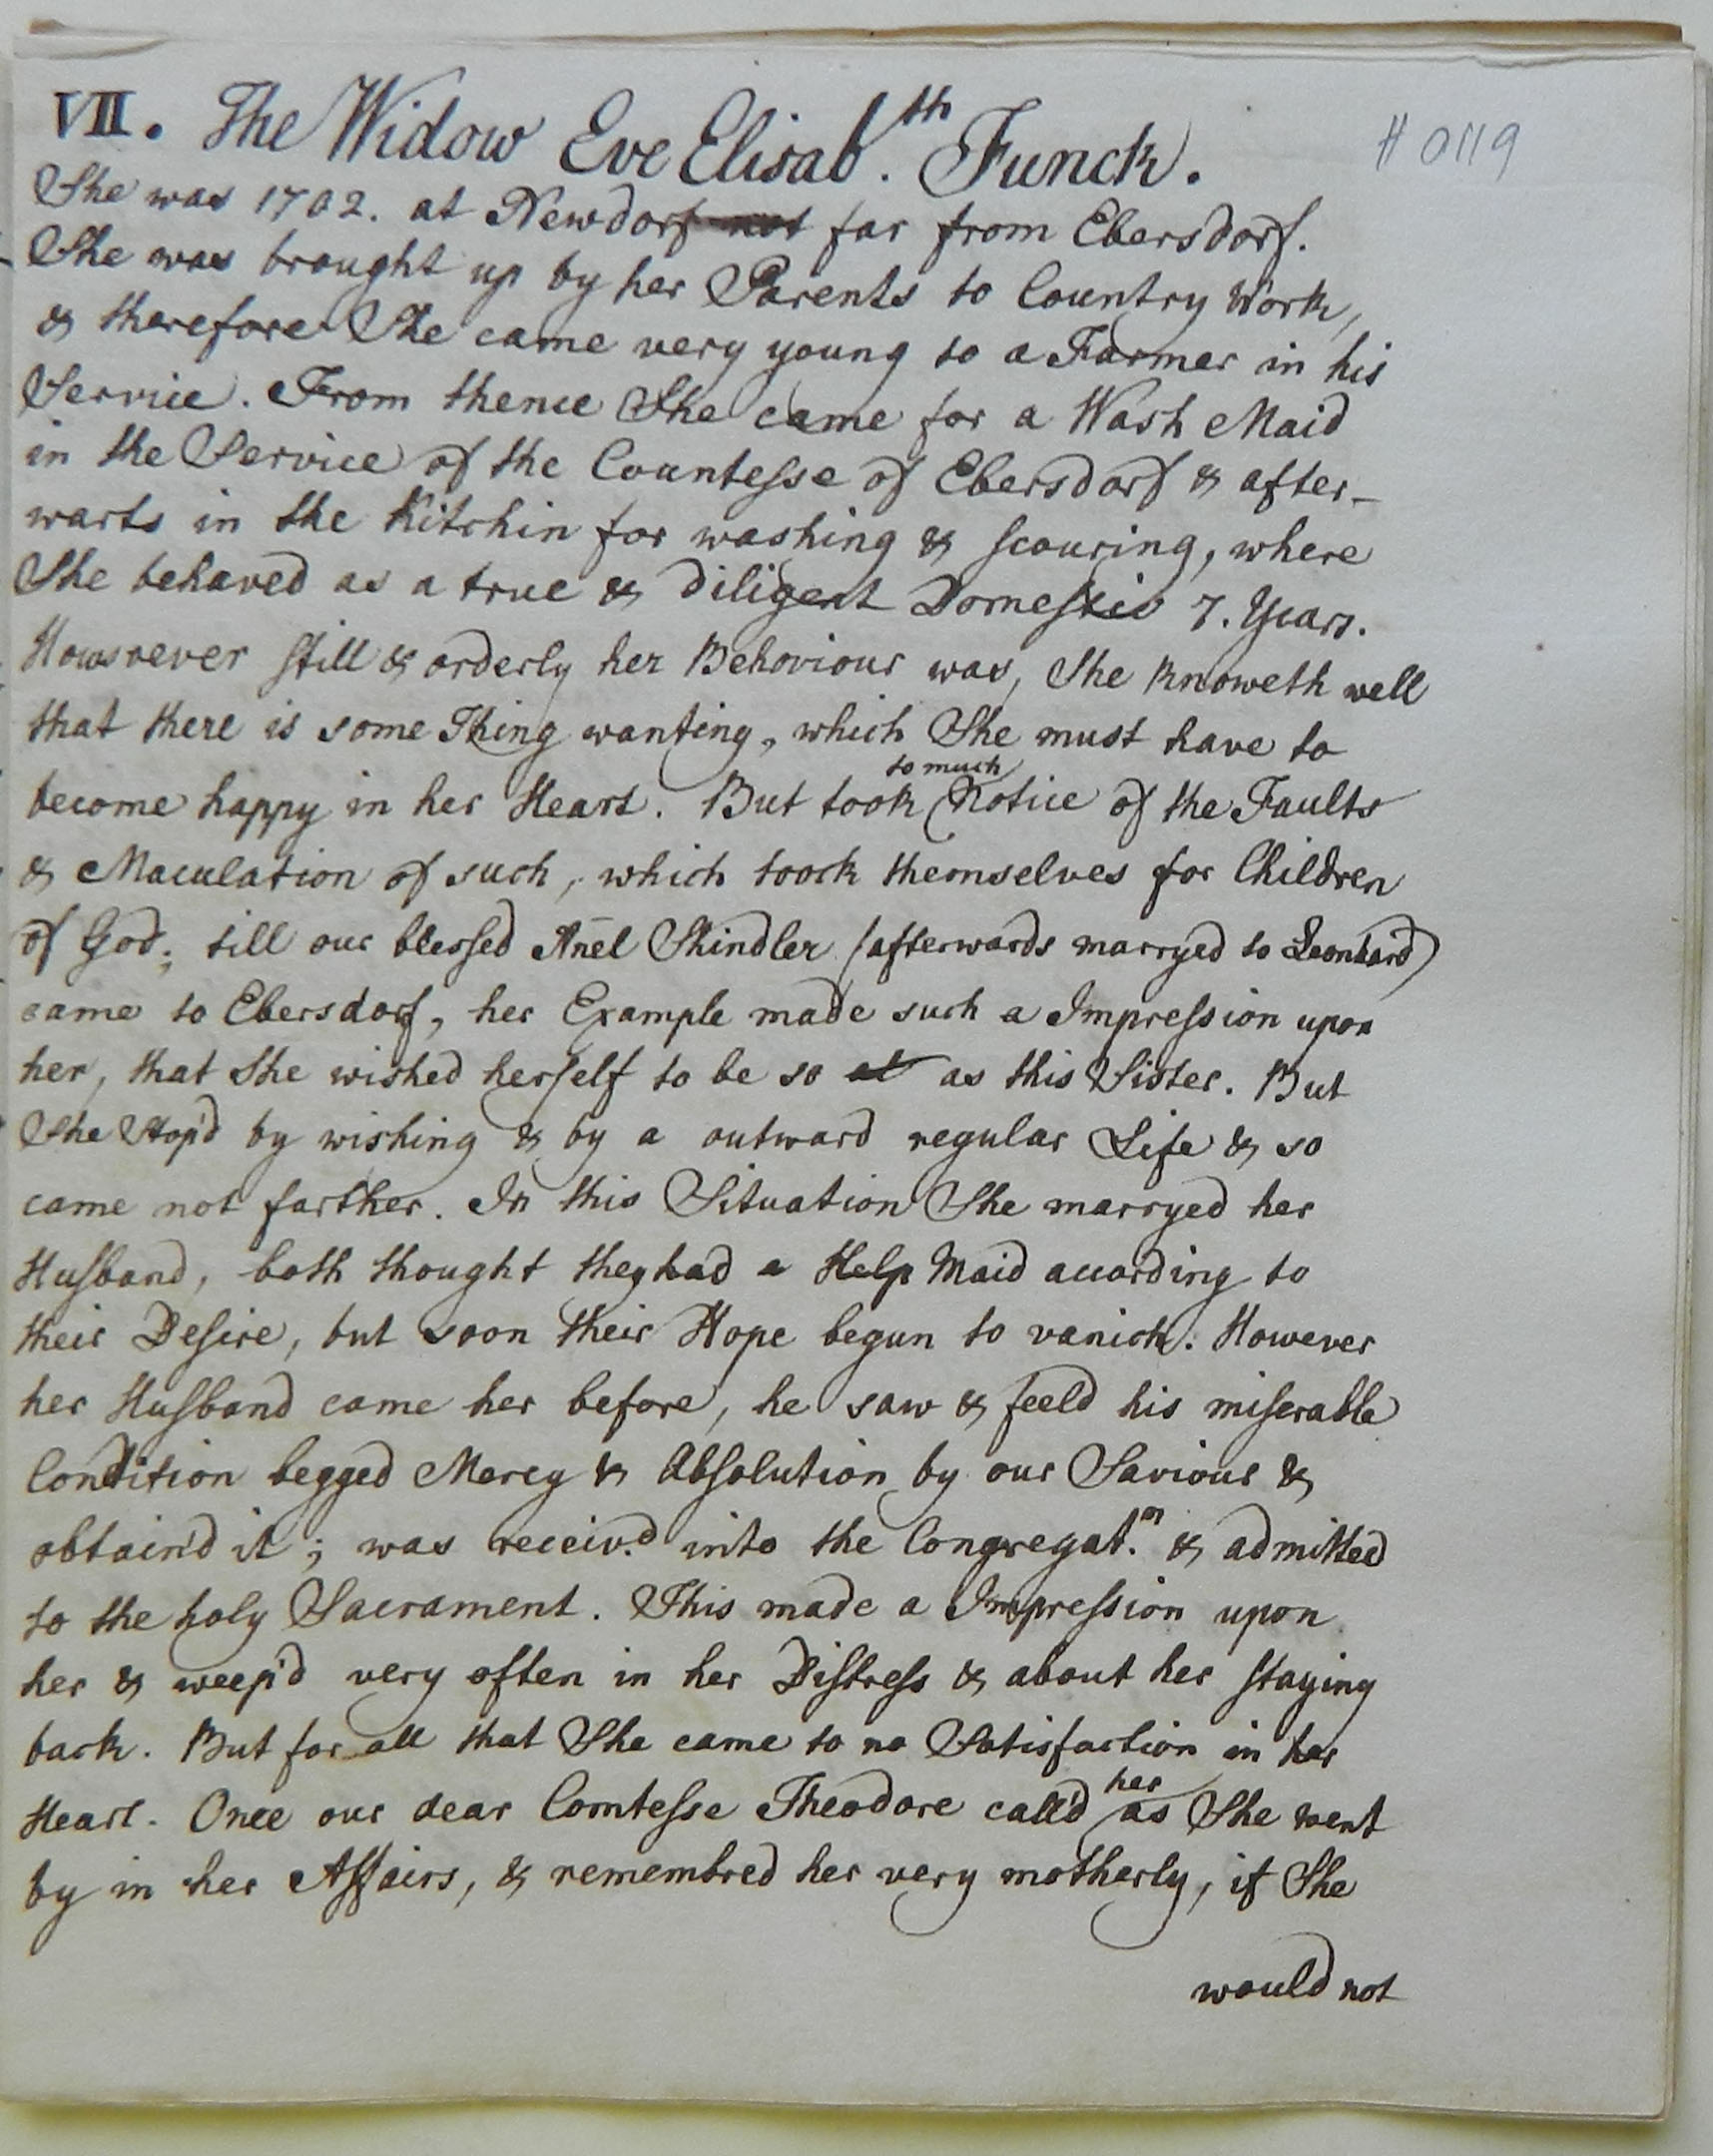 VII. The Widow Eve Elisab.th Funck.
# 0119
She was 1702. at Newdorf not far from Ebersdorf.
She was brought up by her Parents to Country Work,
& therefore She came very young to a Farmer in his
Service. From thence She came for a Wash Maid
in the Service of the Countesse of Ebersdorf & after-
warts in the Kitchin for washing & scouring, where
She behaved as a true & diligent Domestic 7. Years.
Howsvever still & orderly her Behoviour was, She knoweth well
that there is some Thing wanting, which She must have to
become happy in her Heart. But took so much Notice of the Faults
& Maculation of such, which toock themselves for Children
of God; till our blessed Añel Shindler (afterwards marryed to Leonhard)
came to Ebersdorf, her Example made such a Impression upon
her, that She wished herself to be so at as this Sister. But
She Stop'd by wishing & by a outward regular Life & so
came not farther. In this Situation She marryed her
Husband, both thought they had a Help Maid according to
their Desire, but soon their Hope begun to vanich. However
her Husband came her before, he saw & feeld his miserable
Condition begged Mercy & Absolution by our Saviour &
obtain'd it; was receiv.d into the Congregat.n & admitted
to the holy Sacrament. This made a Impression upon
her & weep'd very often in her Distress & about her staying
back. But for all that She came to no Satisfaction in her
Heart. Once our dear Comtesse Theodore call'd her as She went
by in her Affairs, & remembred her very motherly, if She
would not